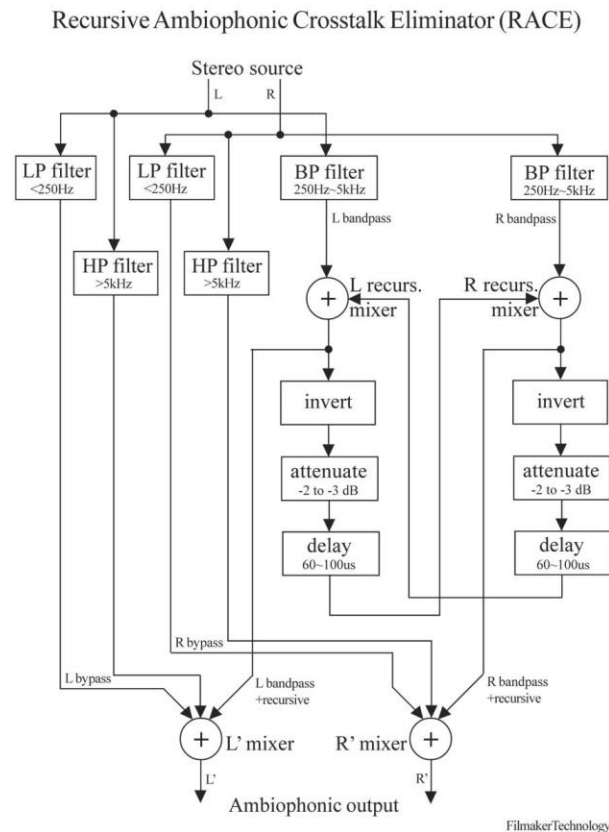 Recursive Ambiophonic Crosstalk Eliminator (RACE)
Stereo source
L
R
LP filter
<250Hz
LP filter
<250Hz
BP filter
250Hz~5kHz
BP filter
250Hz~5kHz
L bandpass
R bandpass
HP filter
>5kHz
HP filter
>5kHz
+
L recurs.
mixer
R recurs.
mixer
+
invert
invert
attenuate
-2 to -3 dB
attenuate
-2 to -3 dB
delay
60~100us
delay
60~100us
R bypass
L bypass
L bandpass
+recursive
R bandpass
+recursive
+
L’ mixer
R’ mixer
+
L’
R’
Ambiophonic output
FilmakerTechnology